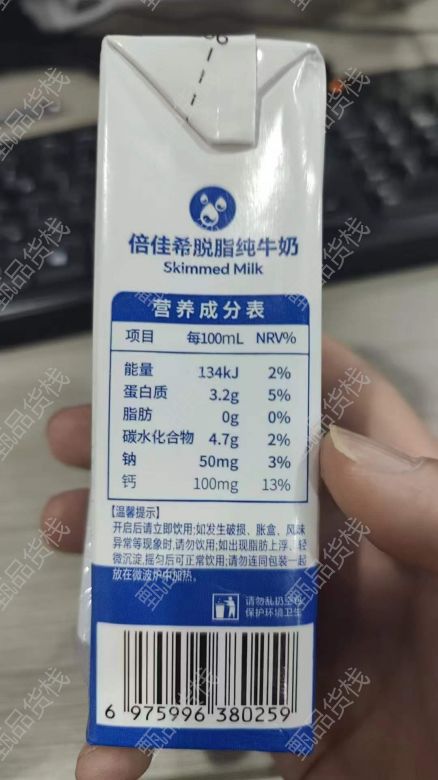 倍佳希脱脂纯牛奶
Skimmed Milk
营养成分表
项目 每100mL NRV%
能量 134kJ 2%
蛋白质 3.2g 5%
脂肪 0g 0%
碳水化合物 4.7g 2%
钠 50mg 3%
钙 100mg 13%
【温馨提示】
开启后请立即饮用;如发生破损、胀盒、风味
异常等现象时,请勿饮用;如出现脂肪上浮、轻
微沉淀,摇匀后可正常饮用;请勿连同包装一起
放在微波炉中加热。
请勿乱扔空包
保护环境卫生
6 975996 380259
甄品货栈